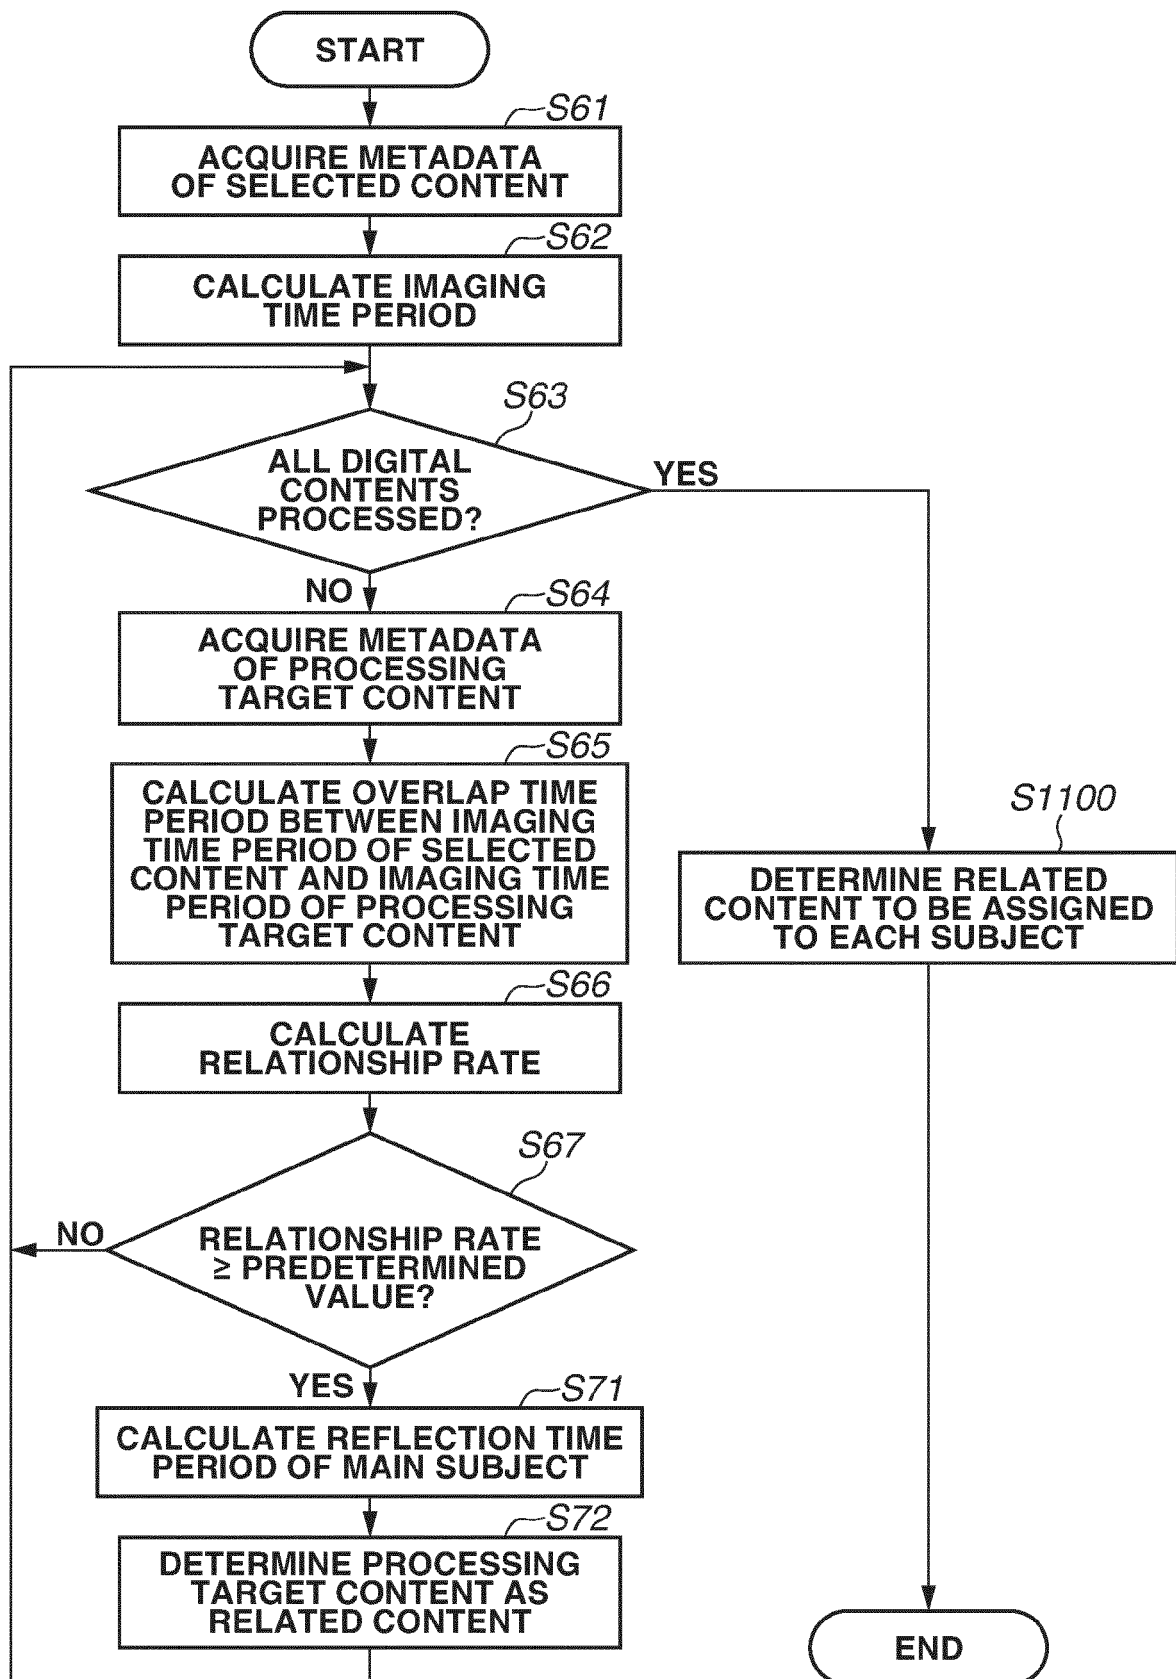 START
S61
ACQUIRE METADATA
OF SELECTED CONTENT
S62
CALCULATE IMAGING
TIME PERIOD
S63
ALL DIGITAL
CONTENTS
PROCESSED?
YES
NO
S64
ACQUIRE METADATA
OF PROCESSING
TARGET CONTENT
S65
CALCULATE OVERLAP TIME
PERIOD BETWEEN IMAGING
TIME PERIOD OF SELECTED
CONTENT AND IMAGING TIME
PERIOD OF PROCESSING
TARGET CONTENT
S1100
DETERMINE RELATED
CONTENT TO BE ASSIGNED
TO EACH SUBJECT
S66
CALCULATE
RELATIONSHIP RATE
S67
NO
RELATIONSHIP RATE
≥ PREDETERMINED
VALUE?
YES
S71
CALCULATE REFLECTION TIME
PERIOD OF MAIN SUBJECT
S72
DETERMINE PROCESSING
TARGET CONTENT AS
RELATED CONTENT
END